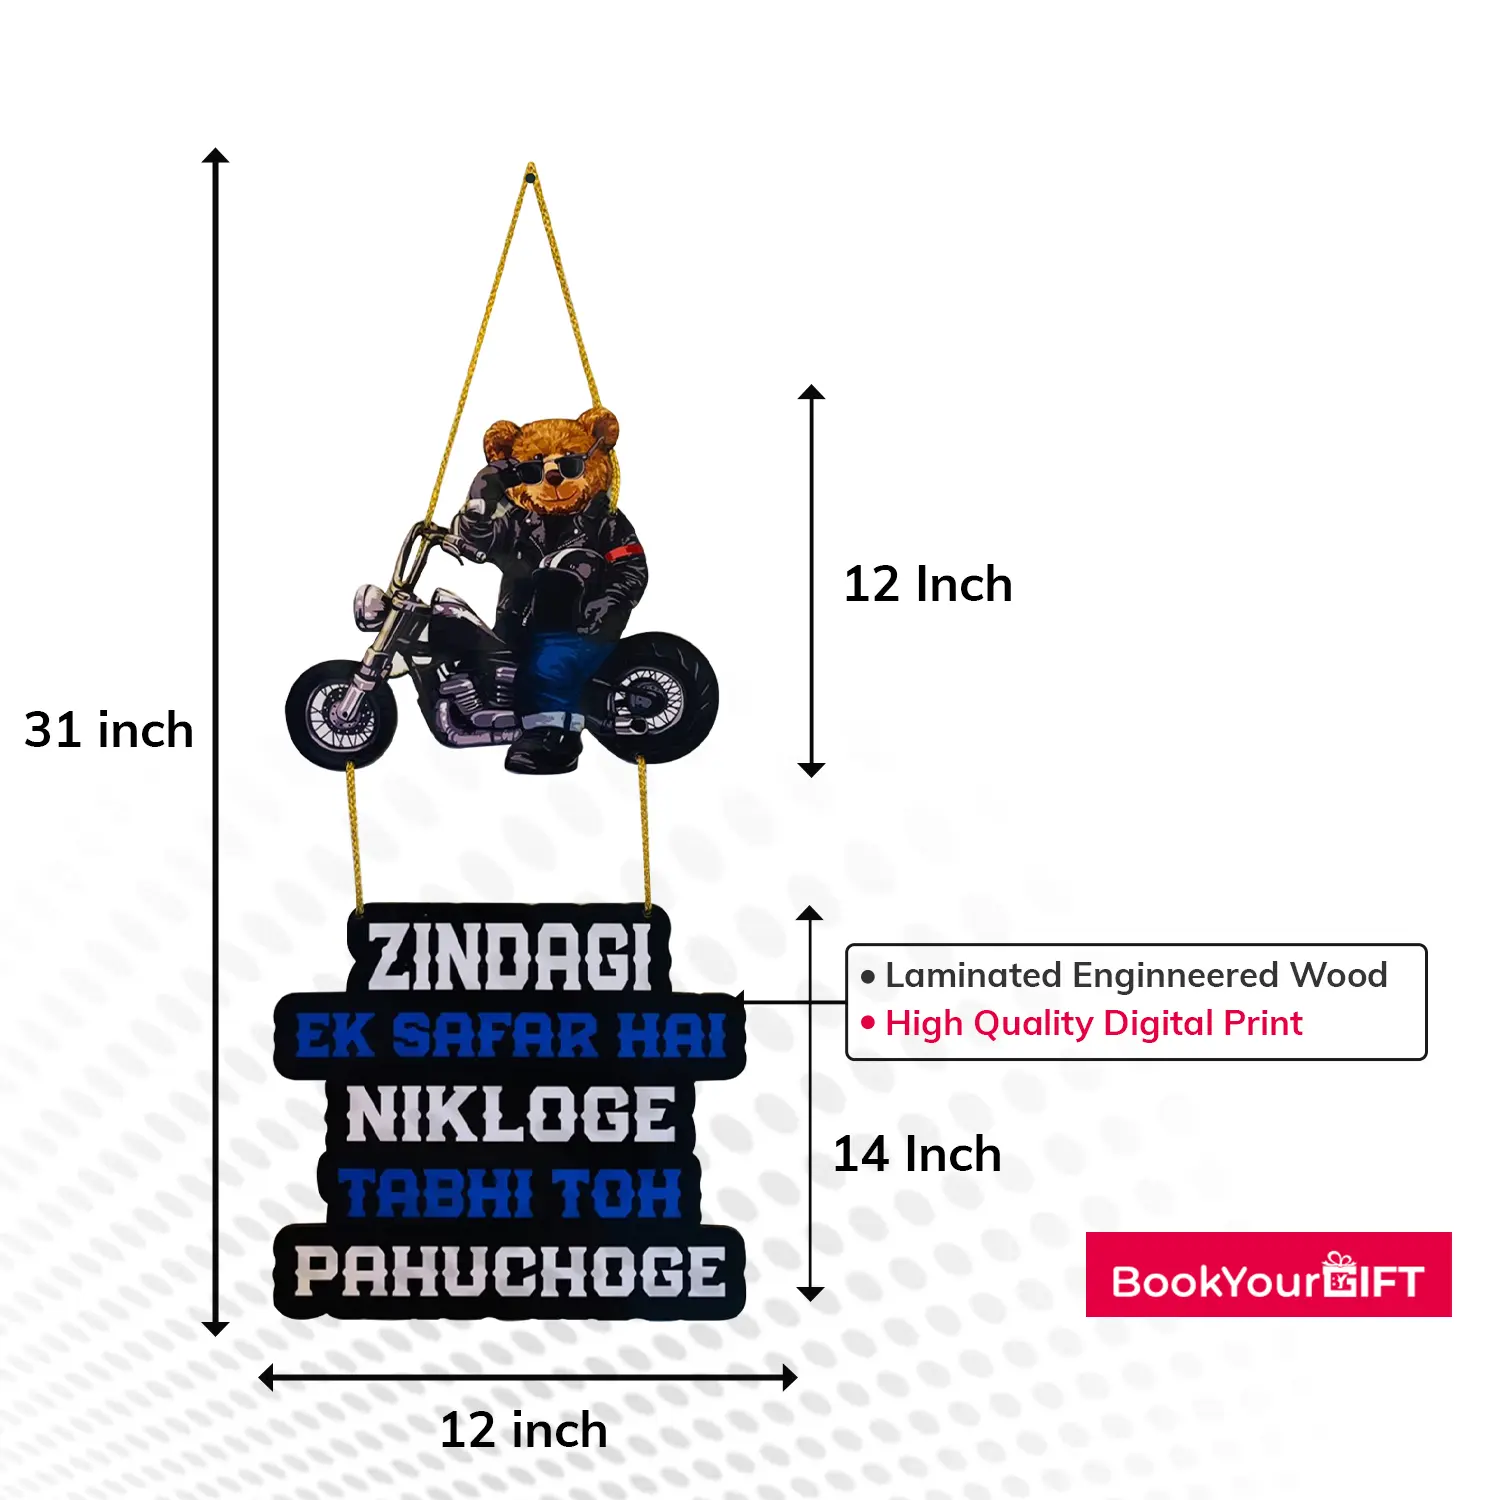 12 Inch
31 inch
ZINDAGI
EK SAFAR HAI
NIKLOGE
TABHI TOH
PAHUCHOGE
• Laminated Enginneered Wood
• High Quality Digital Print
14 Inch
BookYourGIFT
12 inch